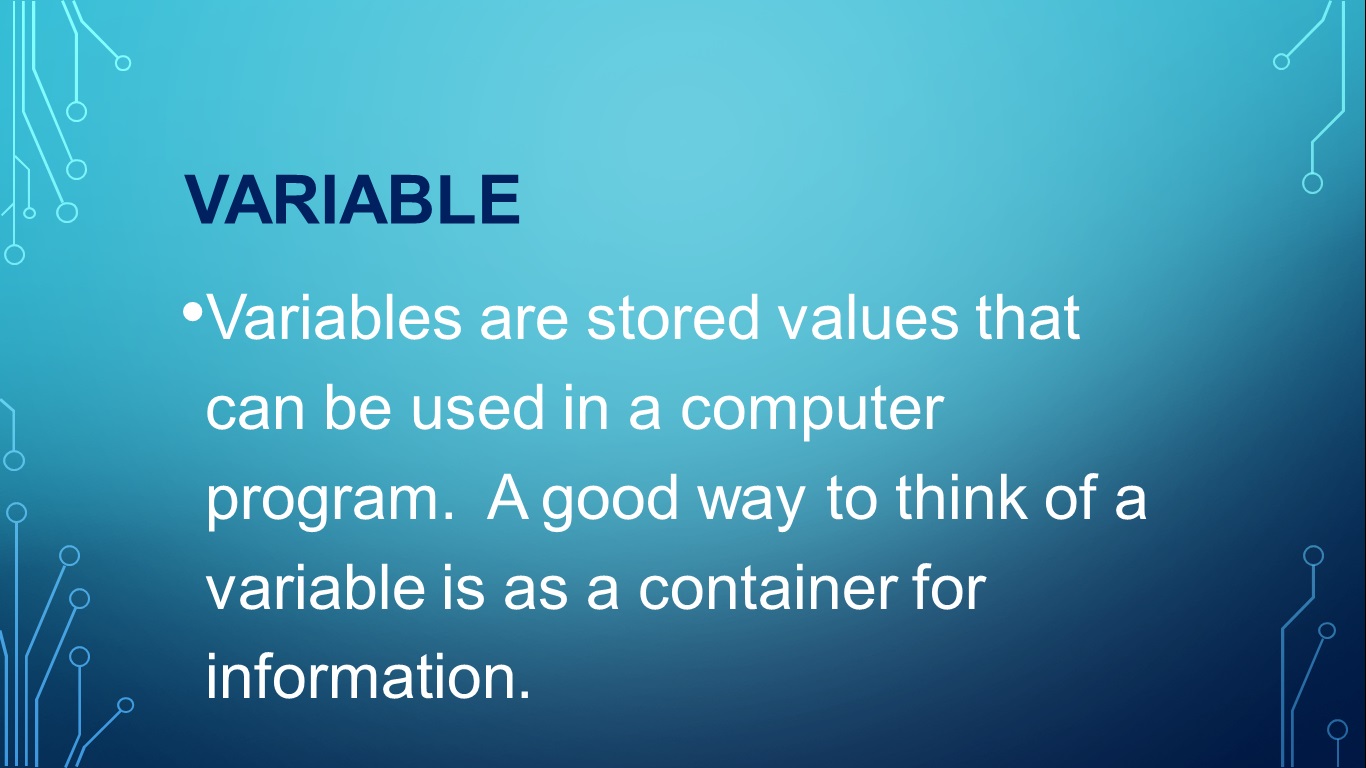 VARIABLE
•Variables are stored values that
can be used in a computer
program.  A good way to think of a
variable is as a container for
information.